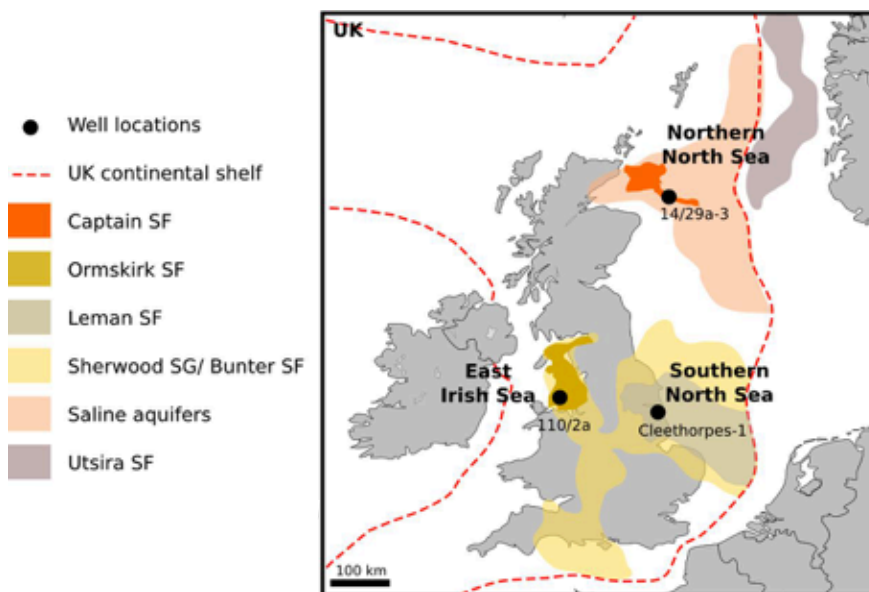 Well locations
UK continental shelf
Captain SF
Ormskirk SF
Leman SF
Sherwood SG/ Bunter SF
Saline aquifers
Utsira SF
UK
Northern
North Sea
14/29a-3
East
Irish Sea
110/2a
Southern
North Sea
Cleethorpes-1
100 km